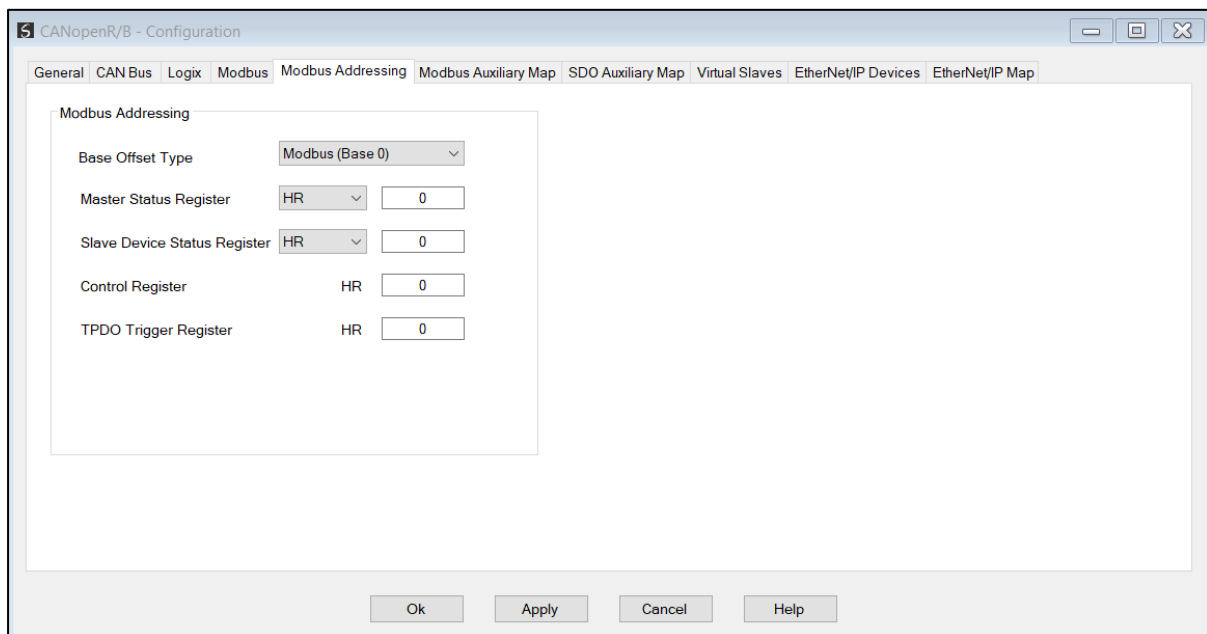 CANopenR/B - Configuration
General CAN Bus Logix Modbus Modbus Addressing Modbus Auxiliary Map SDO Auxiliary Map Virtual Slaves EtherNet/IP Devices EtherNet/IP Map
Modbus Addressing
Base Offset Type Modbus (Base 0)
Master Status Register HR 0
Slave Device Status Register HR 0
Control Register HR 0
TPDO Trigger Register HR 0
Ok Apply Cancel Help